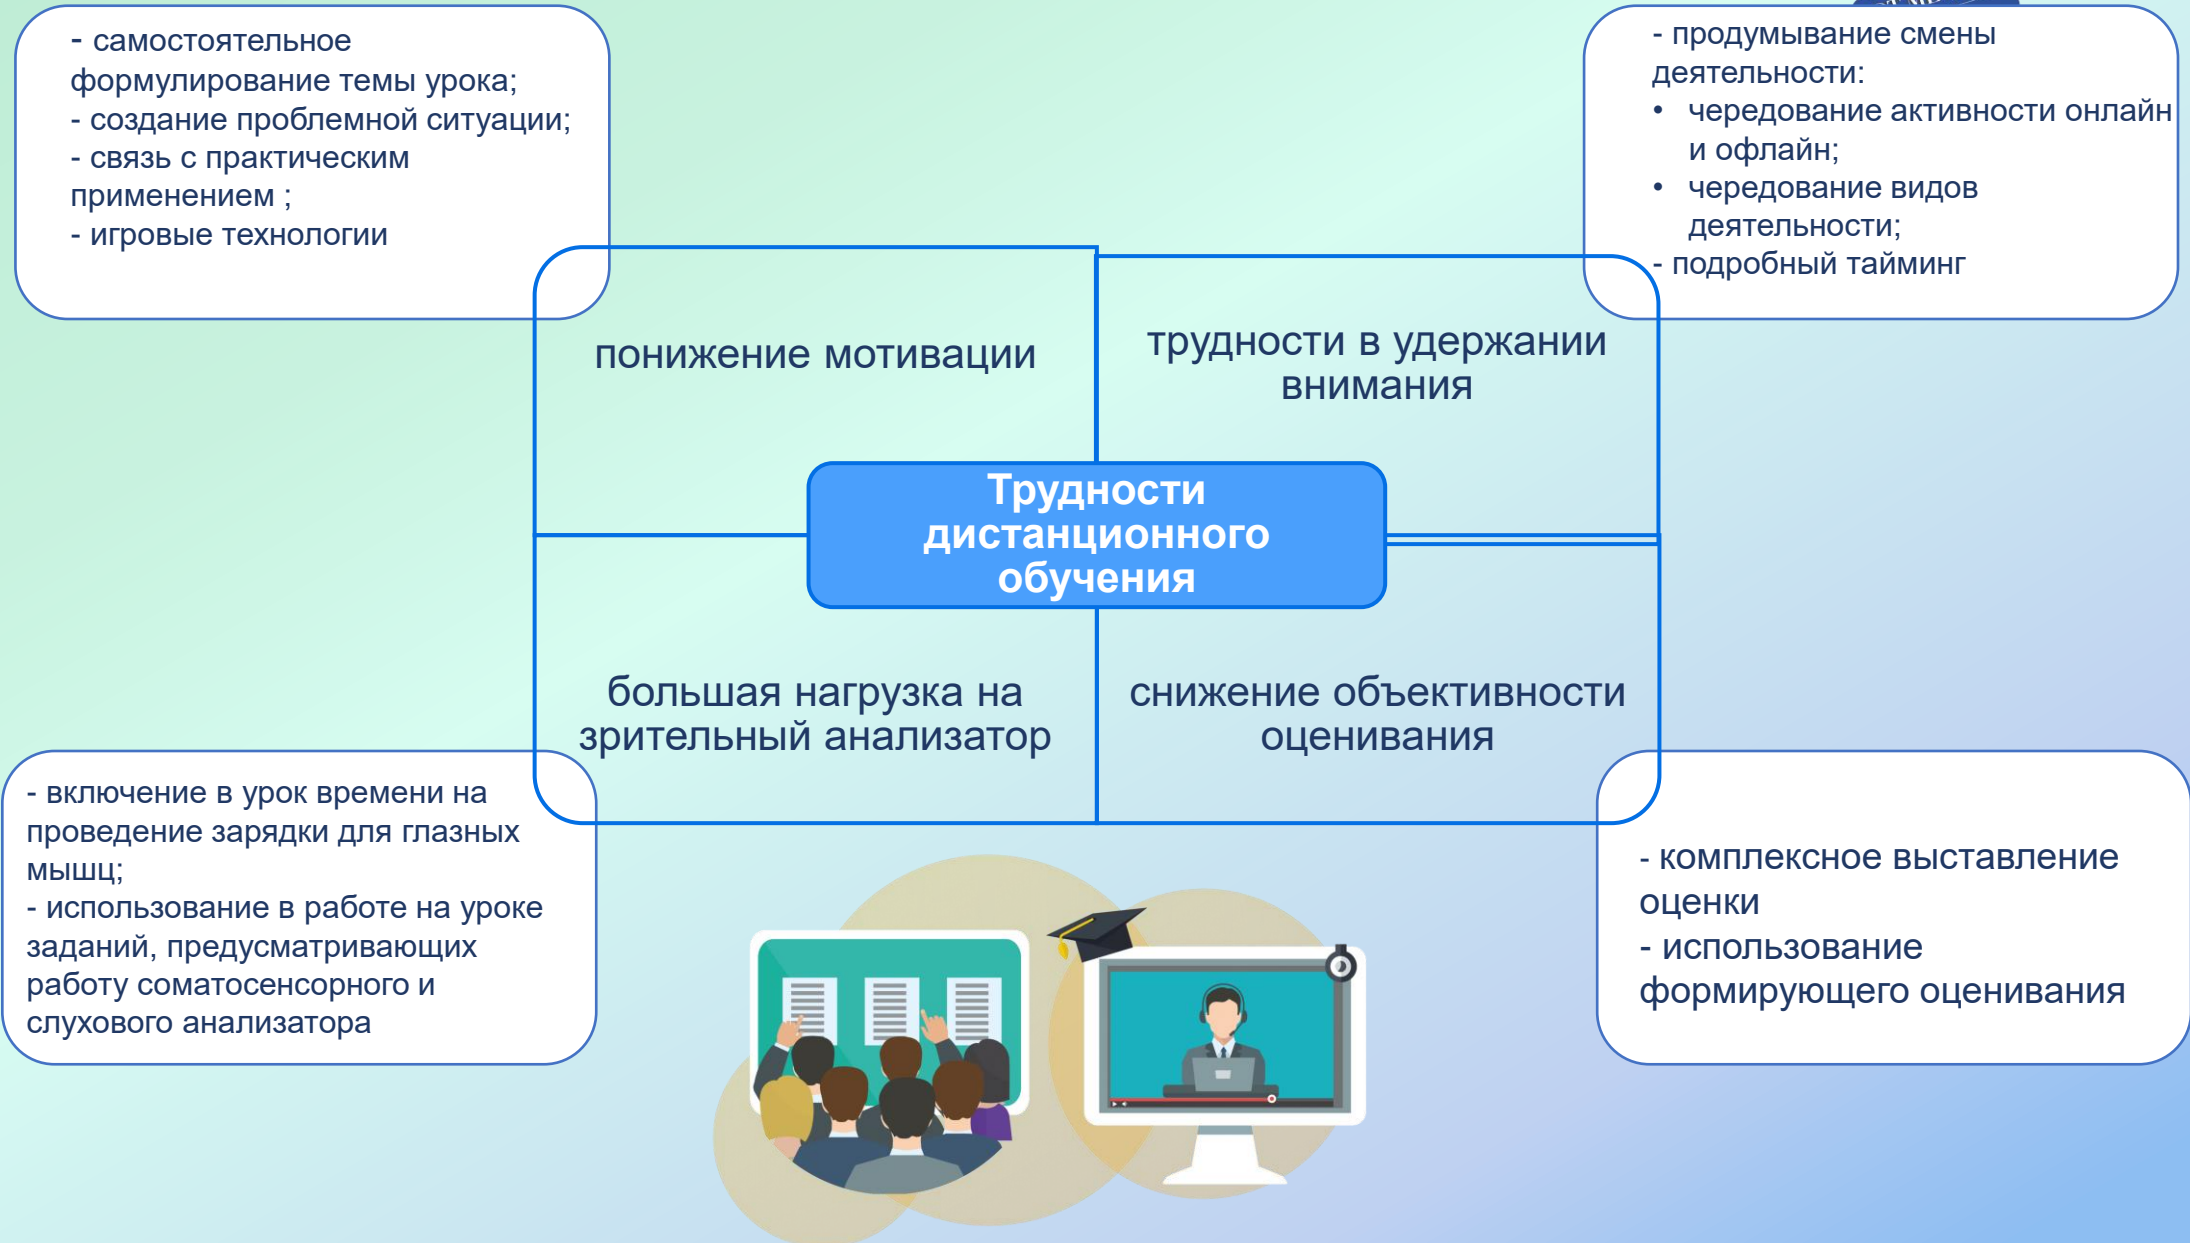 - самостоятельное
формулирование темы урока;
- создание проблемной ситуации;
- связь с практическим
применением ;
- игровые технологии
- продумывание смены
деятельности:
• чередование активности онлайн
и офлайн;
• чередование видов
деятельности;
- подробный тайминг
понижение мотивации
трудности в удержании
внимания
Трудности
дистанционного
обучения
большая нагрузка на
зрительный анализатор
снижение объективности
оценивания
- включение в урок времени на
проведение зарядки для глазных
мышц;
- использование в работе на уроке
заданий, предусматривающих
работу соматосенсорного и
слухового анализатора
- комплексное выставление
оценки
- использование
формирующего оценивания